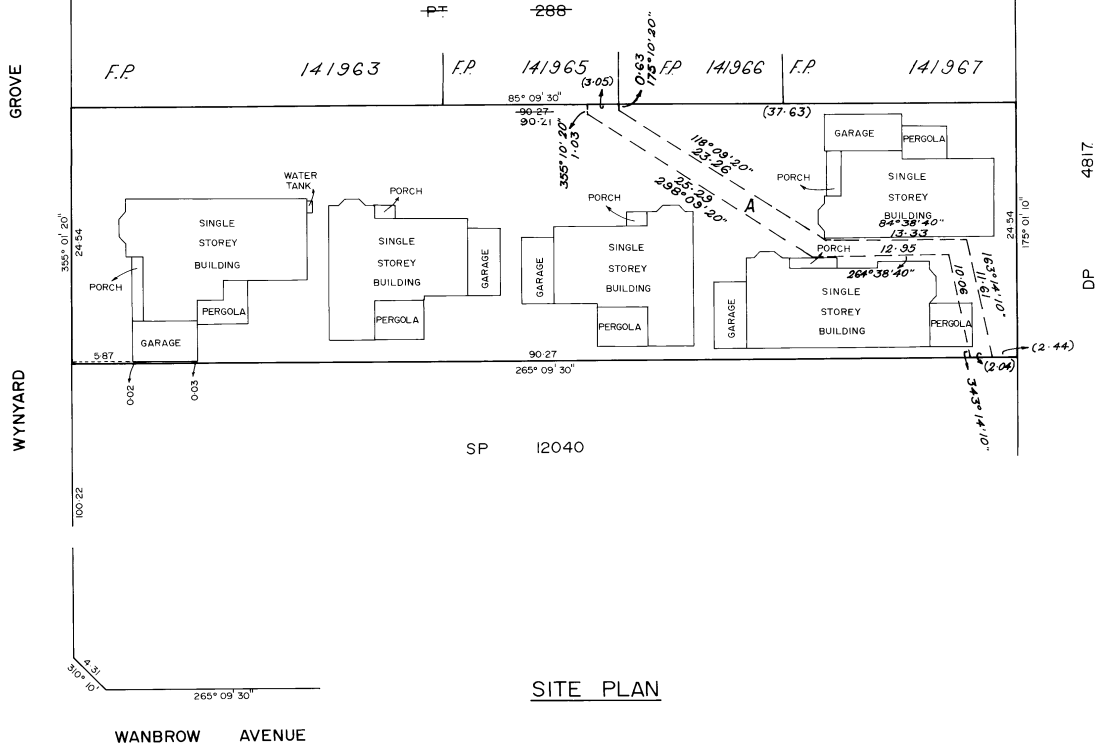 P͟T 288
F.P. 141963
F.P. 141965
F.P. 141966
F.P. 141967
GROVE
WYNYARD
85° 09' 30"
90·27
90·21
(3·05)
0·63
175°10'20"
(37·63)
355°10'20"
1·03
118°09'20"
23·26
25·29
298°09'20"
A
GARAGE
PERGOLA
PORCH
SINGLE
STOREY
BUILDING
84°38'40"
13·33
12·95
264°38'40"
PORCH
SINGLE
STOREY
BUILDING
GARAGE
PERGOLA
10·06
163°14'10"
11·61
24·54
175° 01' 10"
4817
DP
WATER
TANK
SINGLE
STOREY
BUILDING
PORCH
PERGOLA
GARAGE
355° 01' 20"
24·54
PORCH
SINGLE
STOREY
BUILDING
GARAGE
PERGOLA
PORCH
GARAGE
SINGLE
STOREY
BUILDING
PERGOLA
5·87
0·02
0·03
90·27
265° 09' 30"
(2·44)
(2·04)
343°14'10"
SP 12040
100·22
4·31
310° 10'
265° 09' 30"
SITE PLAN
WANBROW AVENUE